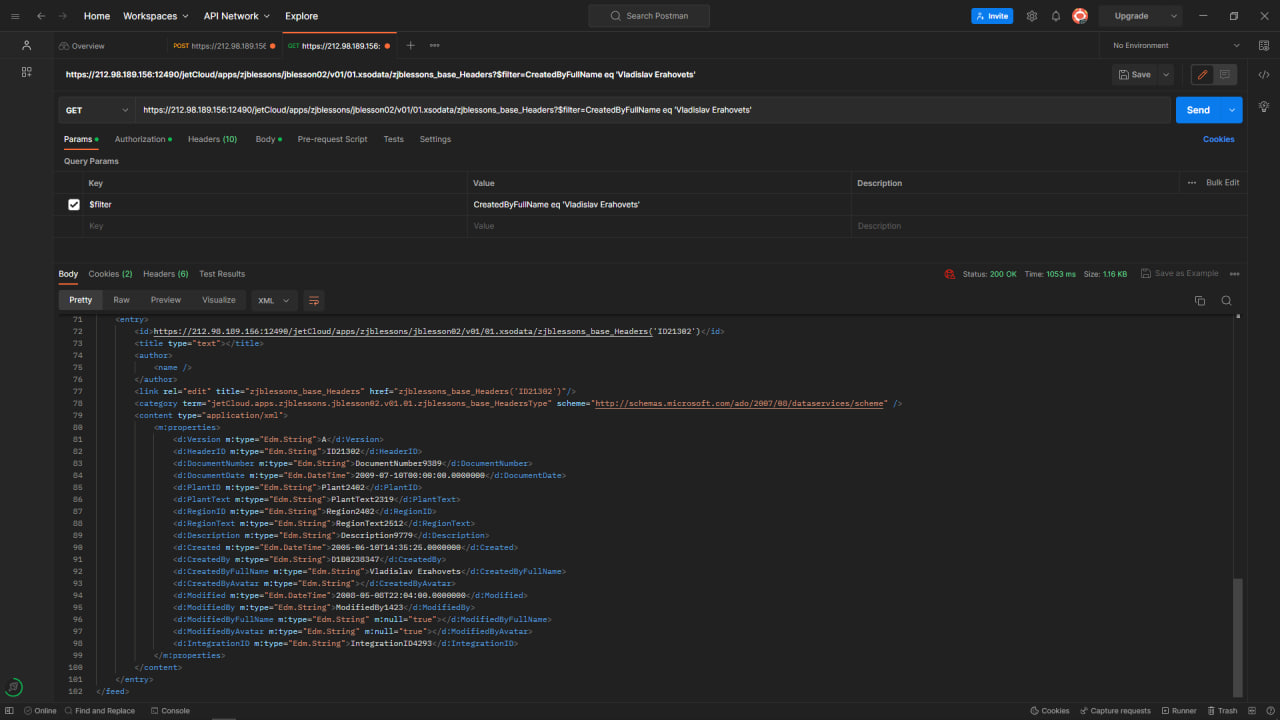 Home Workspaces API Network Explore Search Postman Invite Upgrade
Overview POST https://212.98.189.156 GET https://212.98.189.156: No Environment
https://212.98.189.156:12490/jetCloud/apps/zjblessons/jblesson02/v01/01.xsodata/zjblessons_base_Headers?$filter=CreatedByFullName eq 'Vladislav Erahovets' Save
GET https://212.98.189.156:12490/jetCloud/apps/zjblessons/jblesson02/v01/01.xsodata/zjblessons_base_Headers?$filter=CreatedByFullName eq 'Vladislav Erahovets' Send
Params Authorization Headers (10) Body Pre-request Script Tests Settings Cookies
Query Params
Key Value Description Bulk Edit
$filter CreatedByFullName eq 'Vladislav Erahovets'
Key Value Description
Body Cookies (2) Headers (6) Test Results Status: 200 OK Time: 1053 ms Size: 1.16 KB Save as Example
Pretty Raw Preview Visualize XML
71 <entry>
72 <id>https://212.98.189.156:12490/jetCloud/apps/zjblessons/jblesson02/v01/01.xsodata/zjblessons_base_Headers('ID21302')</id>
73 <title type="text"></title>
74 <author>
75 <name />
76 </author>
77 <link rel="edit" title="zjblessons_base_Headers" href="zjblessons_base_Headers('ID21302')"/>
78 <category term="jetCloud.apps.zjblessons.jblesson02.v01.01.zjblessons_base_HeadersType" scheme="http://schemas.microsoft.com/ado/2007/08/dataservices/scheme" />
79 <content type="application/xml">
80 <m:properties>
81 <d:Version m:type="Edm.String">A</d:Version>
82 <d:HeaderID m:type="Edm.String">ID21302</d:HeaderID>
83 <d:DocumentNumber m:type="Edm.String">DocumentNumber9389</d:DocumentNumber>
84 <d:DocumentDate m:type="Edm.DateTime">2009-07-10T00:00:00.0000000</d:DocumentDate>
85 <d:PlantID m:type="Edm.String">Plant2402</d:PlantID>
86 <d:PlantText m:type="Edm.String">PlantText2319</d:PlantText>
87 <d:RegionID m:type="Edm.String">Region2402</d:RegionID>
88 <d:RegionText m:type="Edm.String">RegionText2512</d:RegionText>
89 <d:Description m:type="Edm.String">Description9779</d:Description>
90 <d:Created m:type="Edm.DateTime">2005-06-10T14:35:25.0000000</d:Created>
91 <d:CreatedBy m:type="Edm.String">D1B0238347</d:CreatedBy>
92 <d:CreatedByFullName m:type="Edm.String">Vladislav Erahovets</d:CreatedByFullName>
93 <d:CreatedByAvatar m:type="Edm.String"></d:CreatedByAvatar>
94 <d:Modified m:type="Edm.DateTime">2008-05-08T22:04:00.0000000</d:Modified>
95 <d:ModifiedBy m:type="Edm.String">ModifiedBy1423</d:ModifiedBy>
96 <d:ModifiedByFullName m:type="Edm.String" m:null="true"></d:ModifiedByFullName>
97 <d:ModifiedByAvatar m:type="Edm.String" m:null="true"></d:ModifiedByAvatar>
98 <d:IntegrationID m:type="Edm.String">IntegrationID4293</d:IntegrationID>
99 </m:properties>
100 </content>
101 </entry>
102 </feed>
Online Find and Replace Console Cookies Capture requests Runner Trash